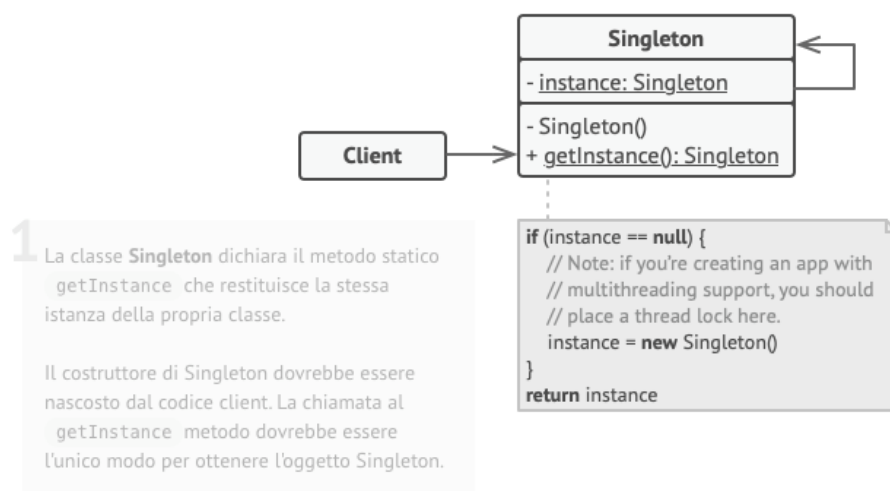 Singleton
- instance: Singleton
- Singleton()
+ getInstance(): Singleton
Client
1
La classe Singleton dichiara il metodo statico
getInstance che restituisce la stessa
istanza della propria classe.
Il costruttore di Singleton dovrebbe essere
nascosto dal codice client. La chiamata al
getInstance metodo dovrebbe essere
l'unico modo per ottenere l'oggetto Singleton.
if (instance == null) {
// Note: if you're creating an app with
// multithreading support, you should
// place a thread lock here.
instance = new Singleton()
}
return instance